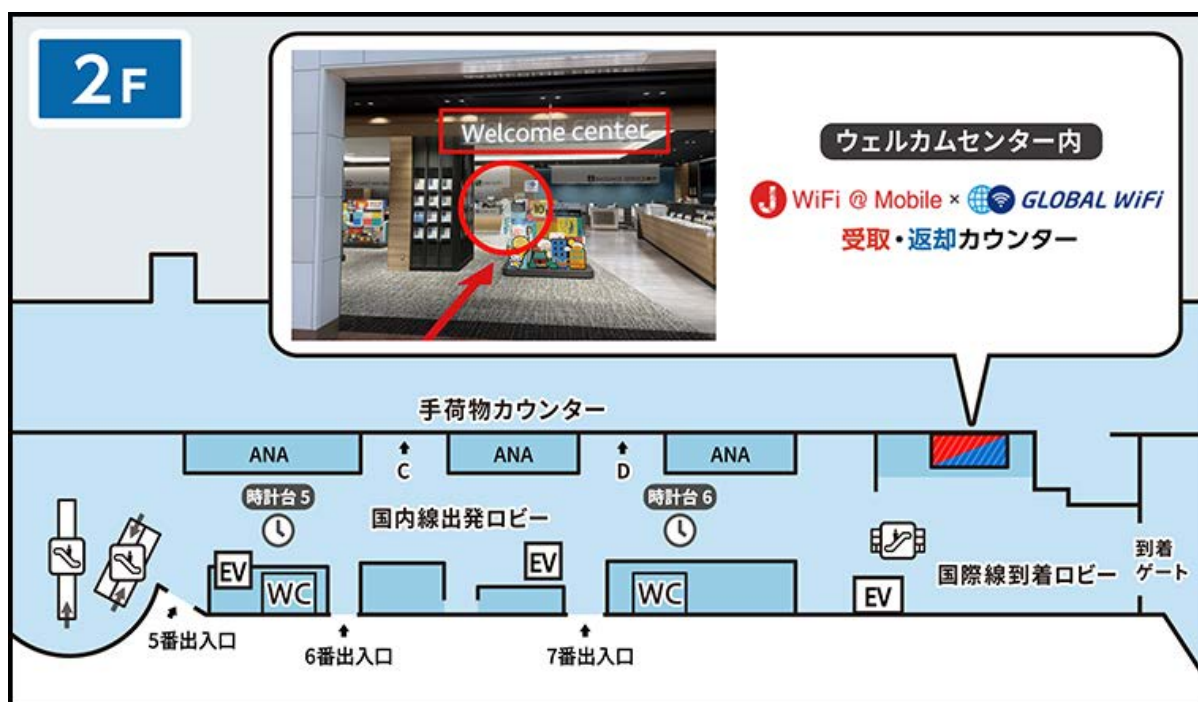 2F
Welcome center
10
ウェルカムセンター内
J WiFi @ Mobile × GLOBAL WiFi
受取・返却カウンター
手荷物カウンター
ANA
C
ANA
D
ANA
時計台5
国内線出発ロビー
時計台6
EV
WC
EV
WC
EV
国際線到着ロビー
到着
ゲート
5番出入口
6番出入口
7番出入口